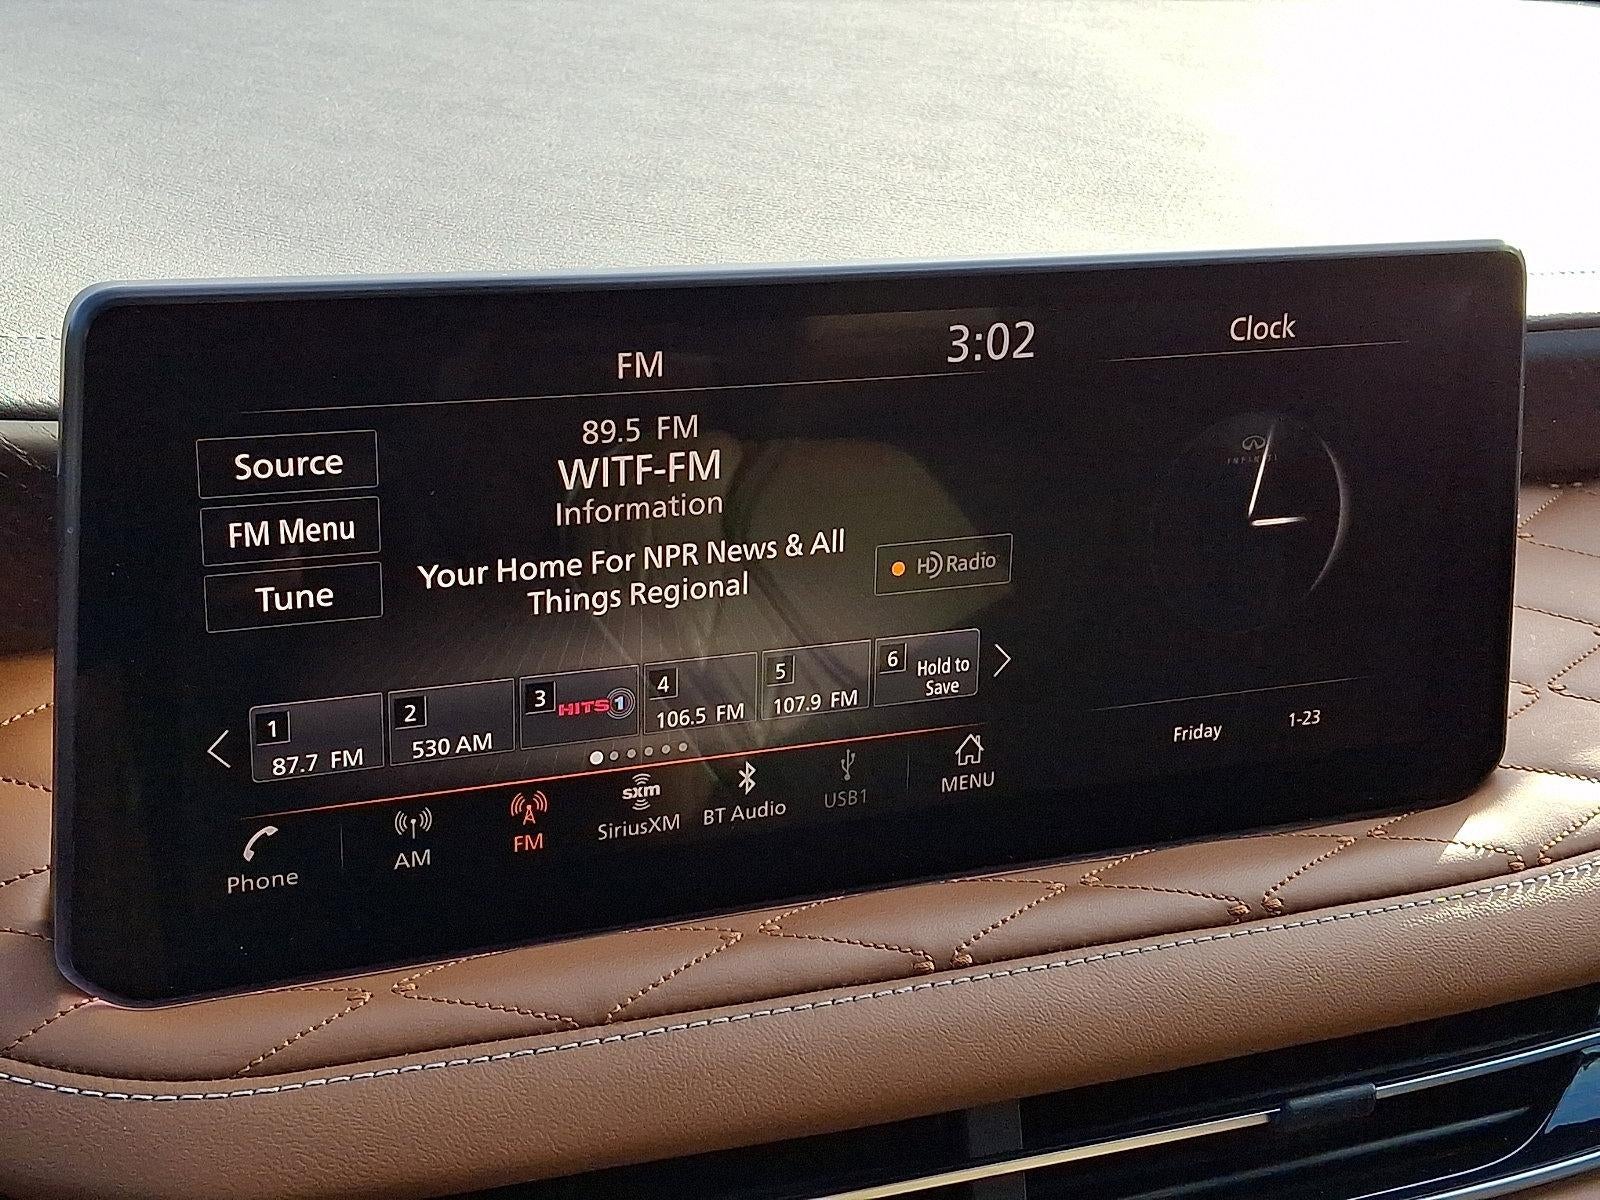 FM
3:02
Clock
89.5 FM
WITF-FM
Information
Source
FM Menu
Tune
Your Home For NPR News & All
Things Regional
HD Radio
INFINITI
1
87.7 FM
2
530 AM
3
HITS 1
4
106.5 FM
5
107.9 FM
6
Hold to
Save
Friday 1-23
Phone
AM
FM
sxm
SiriusXM
BT Audio
USB1
MENU